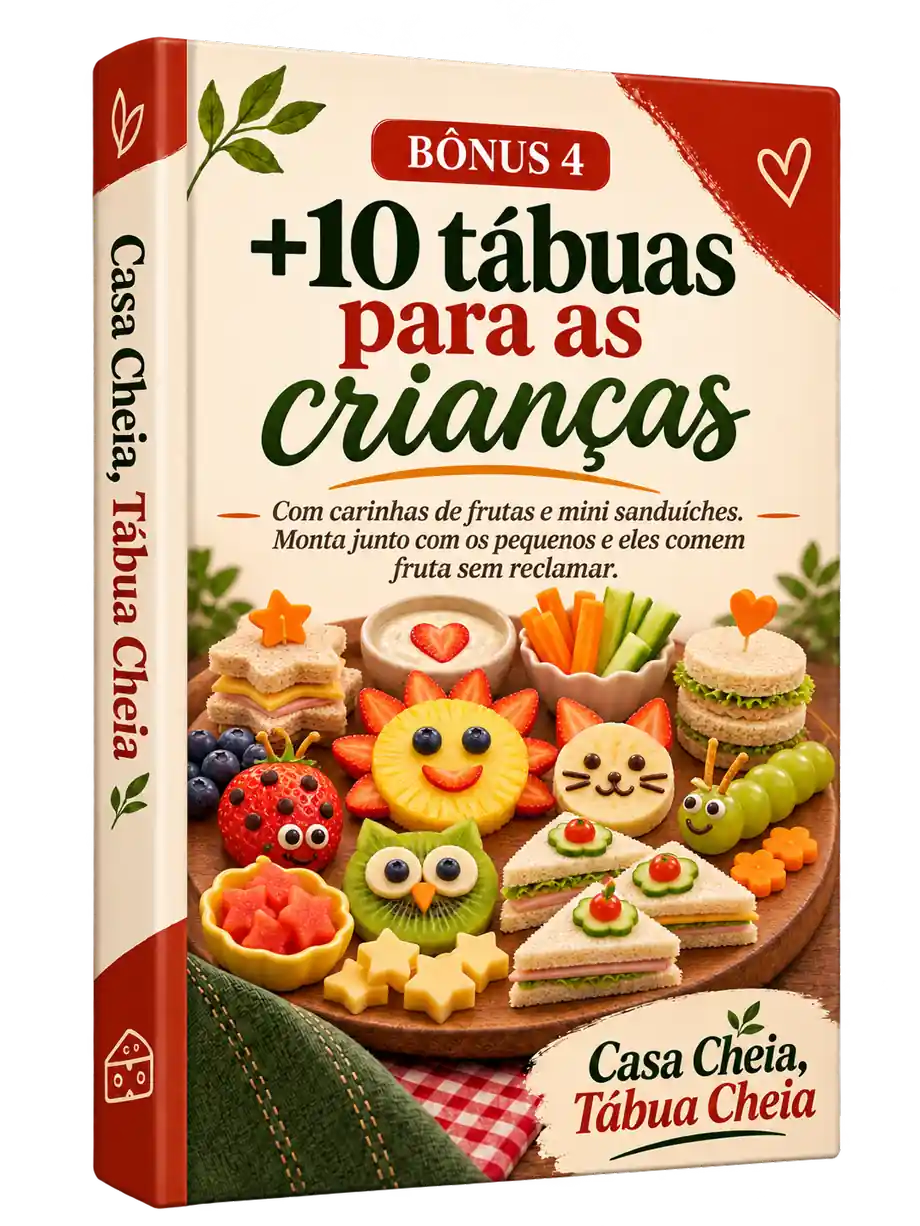 BÔNUS 4
+10 tábuas
para as
crianças
Com carinhas de frutas e mini sanduíches.
Monta junto com os pequenos e eles comem
fruta sem reclamar.
Casa Cheia,
Tábua Cheia
Casa Cheia, Tábua Cheia